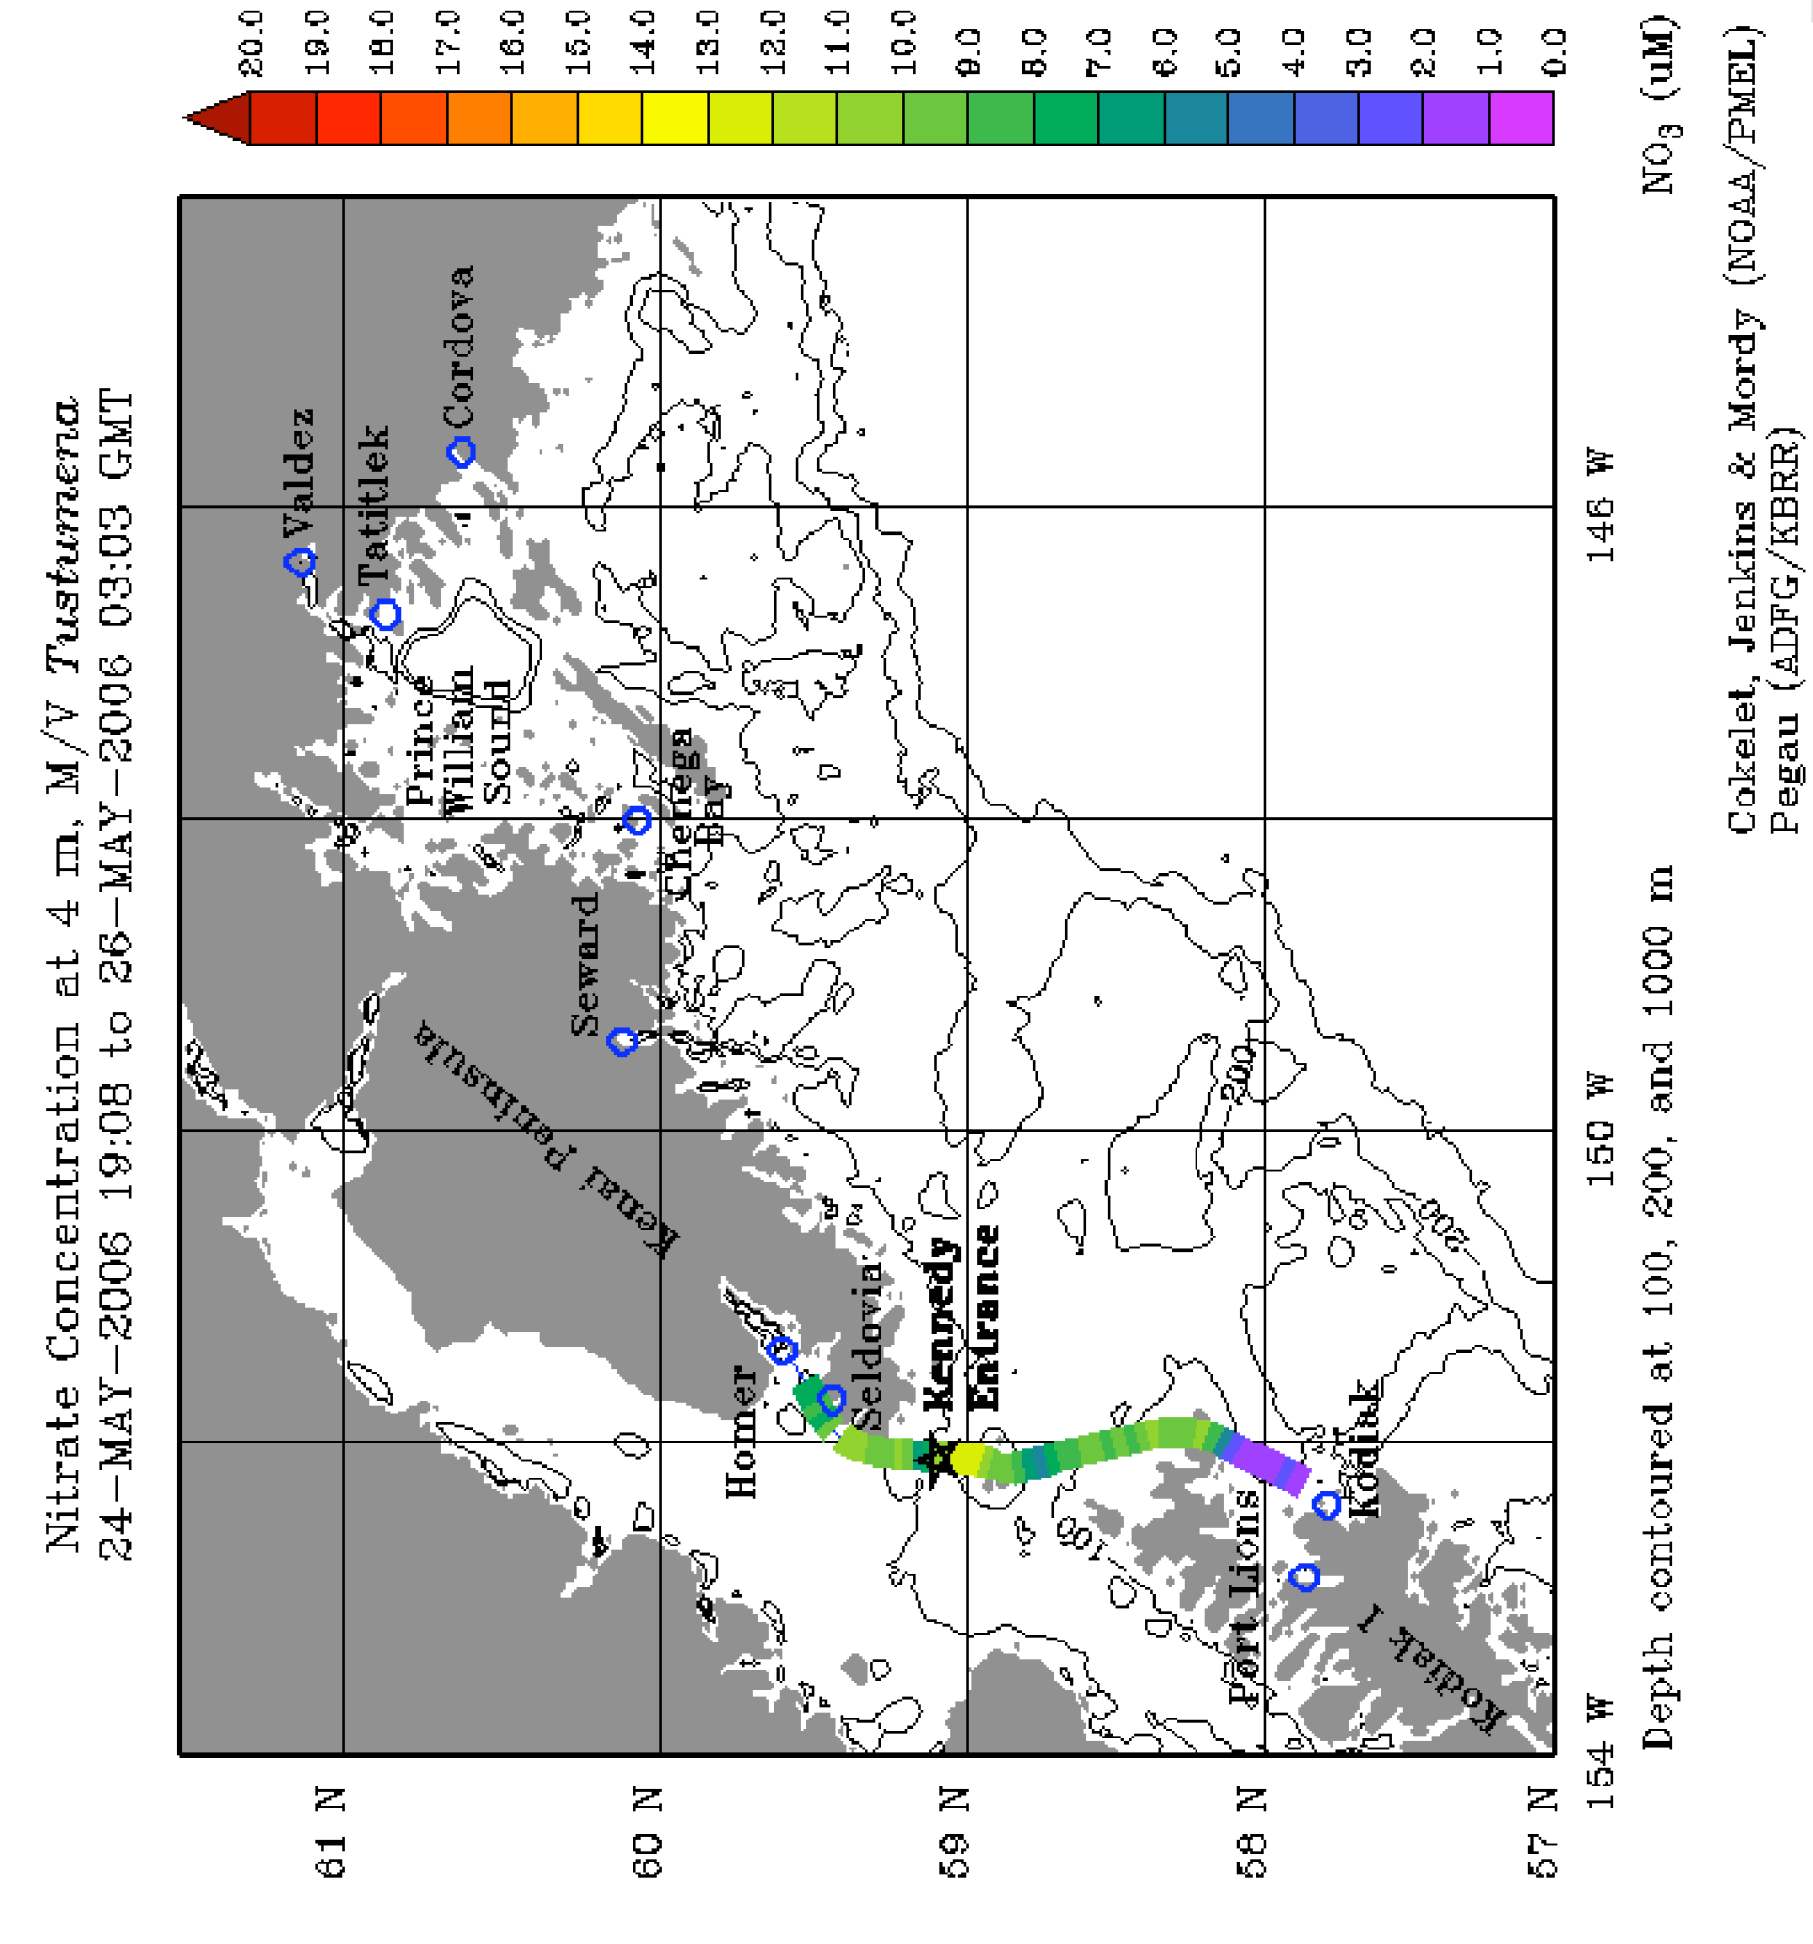 Nitrate Concentration at 4 m, M/V Tustumena
24-MAY-2006 19:08 to 26-MAY-2006 03:03 GMT
61 N
60 N
59 N
58 N
57 N
154 W
150 W
146 W
Valdez
Tatitlek
Cordova
Prince
William
Sound
Chenega
Bay
Seward
Kenai Peninsula
Homer
Seldovia
Kennedy
Entrance
Kodiak
Port Lions
Kodiak I
200
200
100
20.0
19.0
18.0
17.0
16.0
15.0
14.0
13.0
12.0
11.0
10.0
9.0
8.0
7.0
6.0
5.0
4.0
3.0
2.0
1.0
0.0
NO3 (uM)
Depth contoured at 100, 200, and 1000 m
Cokelet, Jenkins & Mordy (NOAA/PMEL)
Pegau (ADFG/KBRR)